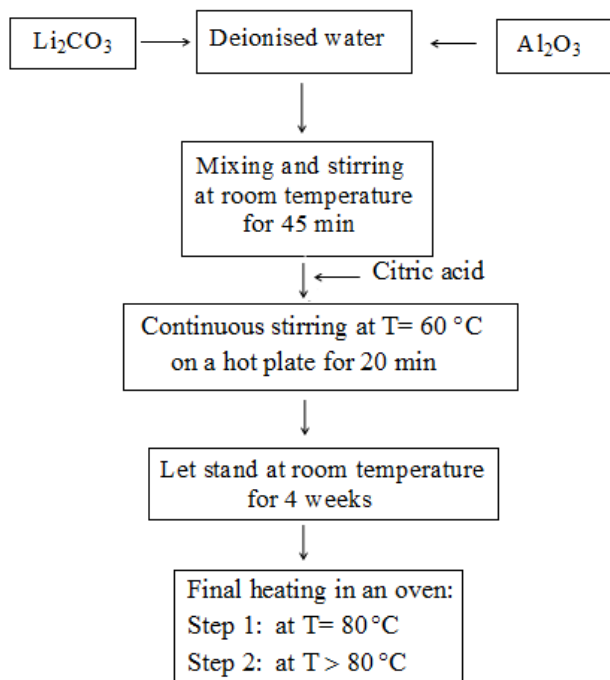 Li₂CO₃
Deionised water
Al₂O₃
Mixing and stirring
at room temperature
for 45 min
Citric acid
Continuous stirring at T= 60 °C
on a hot plate for 20 min
Let stand at room temperature
for 4 weeks
Final heating in an oven:
Step 1: at T= 80 °C
Step 2: at T > 80 °C